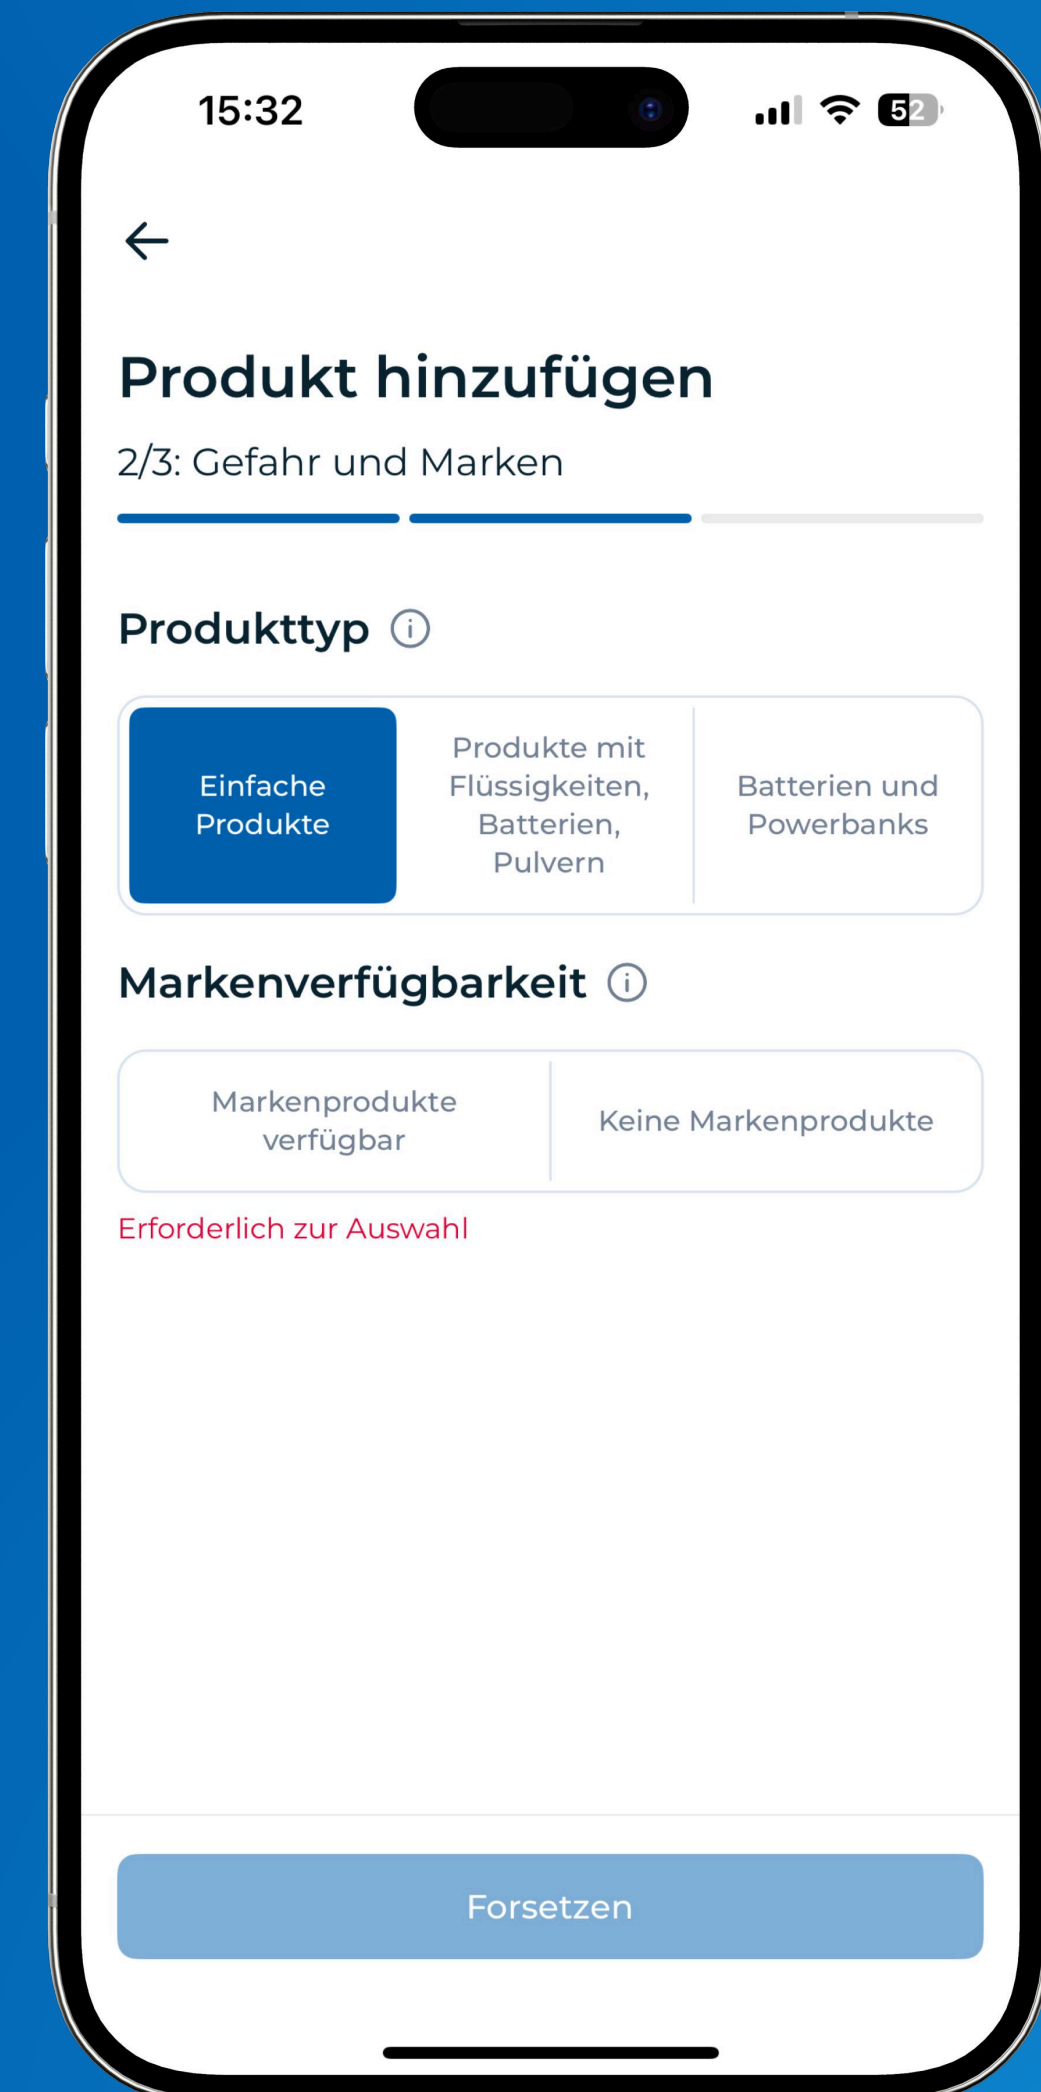 15:32
52
Produkt hinzufügen
2/3: Gefahr und Marken
Produkttyp
Einfache
Produkte
Produkte mit
Flüssigkeiten,
Batterien,
Pulvern
Batterien und
Powerbanks
Markenverfügbarkeit
Markenprodukte
verfügbar
Keine Markenprodukte
Erforderlich zur Auswahl
Forsetzen